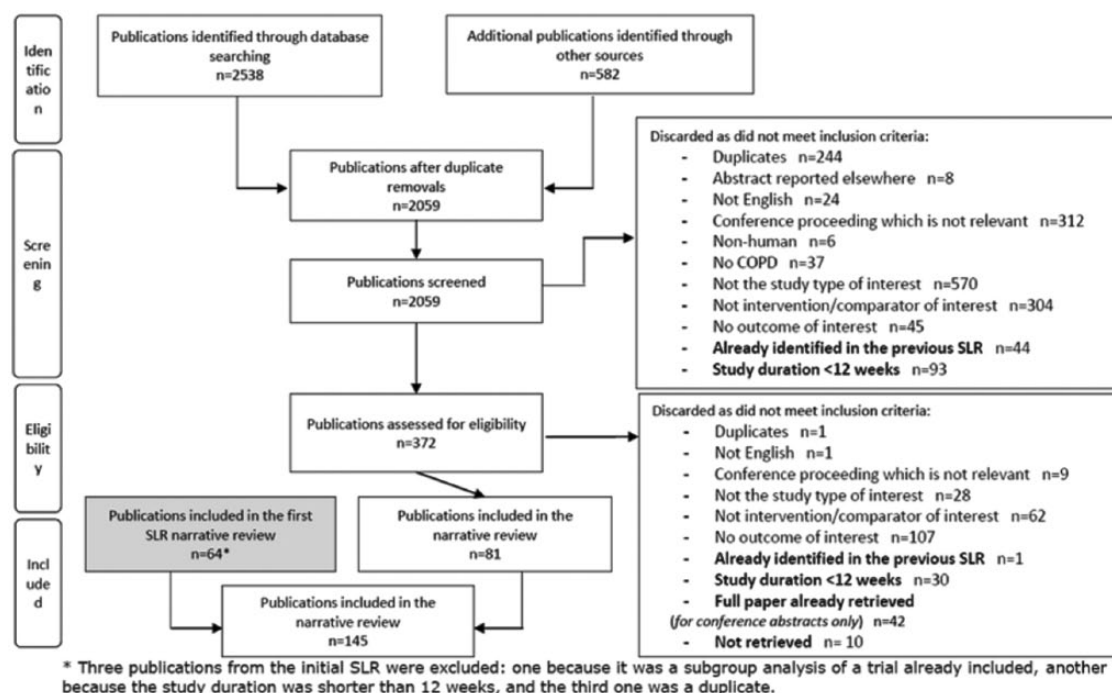 Iden
tific
atio
n
Publications identified through database
searching
n=2538
Additional publications identified through
other sources
n=582
Scre
enin
g
Publications after duplicate
removals
n=2059
Publications screened
n=2059
Discarded as did not meet inclusion criteria:
- Duplicates n=244
- Abstract reported elsewhere n=8
- Not English n=24
- Conference proceeding which is not relevant n=312
- Non-human n=6
- No COPD n=37
- Not the study type of interest n=570
- Not intervention/comparator of interest n=304
- No outcome of interest n=45
- Already identified in the previous SLR n=44
- Study duration <12 weeks n=93
Eligi
bilit
y
Publications assessed for eligibility
n=372
Discarded as did not meet inclusion criteria:
- Duplicates n=1
- Not English n=1
- Conference proceeding which is not relevant n=9
- Not the study type of interest n=28
- Not intervention/comparator of interest n=62
- No outcome of interest n=107
- Already identified in the previous SLR n=1
- Study duration <12 weeks n=30
- Full paper already retrieved
(for conference abstracts only) n=42
- Not retrieved n= 10
Incl
ude
d
Publications included in the first
SLR narrative review
n=64*
Publications included in the
narrative review
n=81
Publications included in the
narrative review
n=145
* Three publications from the initial SLR were excluded: one because it was a subgroup analysis of a trial already included, another
because the study duration was shorter than 12 weeks, and the third one was a duplicate.